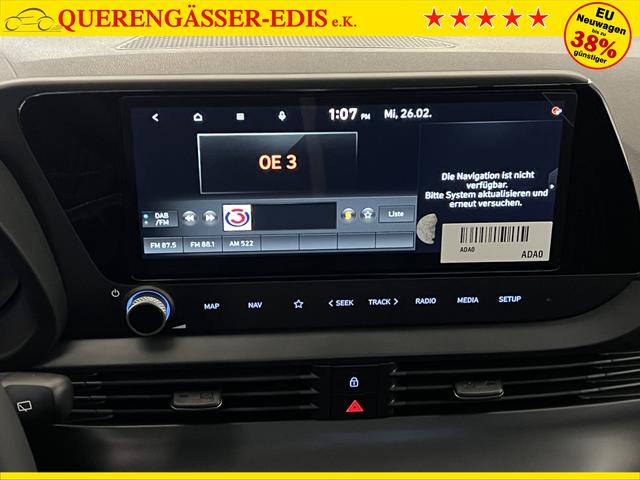 QUERENGÄSSER-EDIS e.K.
EU
Neuwagen
bis zu
38%
günstiger
1:07 PM Mi, 26.02.
OE 3
Die Navigation ist nicht
verfügbar.
Bitte System aktualisieren und
erneut versuchen.
DAB
/FM
3
Liste
FM 87.5 FM 88.1 AM 522
ADA0
ADA0
MAP NAV SEEK TRACK RADIO MEDIA SETUP